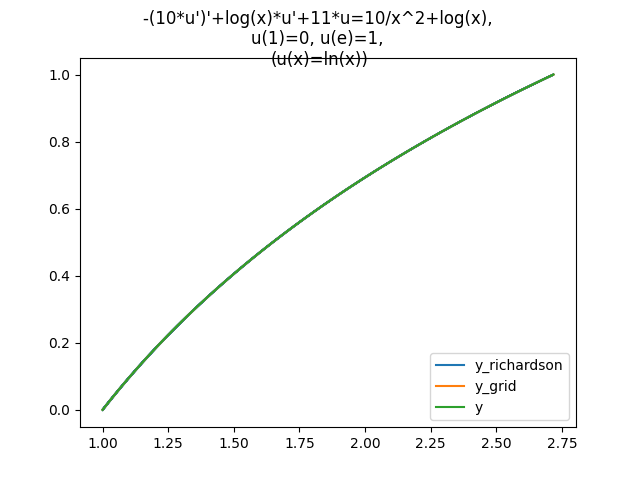 -(10*u')'+log(x)*u'+11*u=10/x^2+log(x),
u(1)=0, u(e)=1,
(u(x)=ln(x))
1.0
0.8
0.6
0.4
0.2
0.0
y_richardson
y_grid
y
1.00 1.25 1.50 1.75 2.00 2.25 2.50 2.75